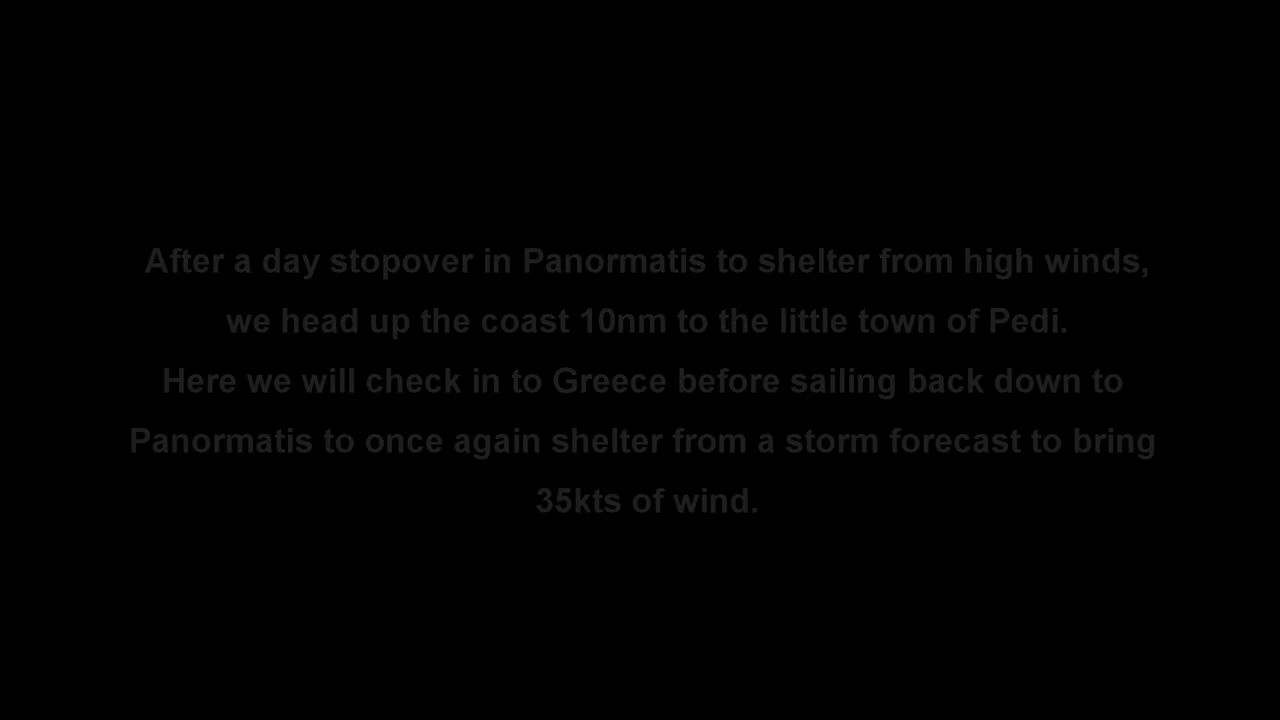 After a day stopover in Panormatis to shelter from high winds,
we head up the coast 10nm to the little town of Pedi.
Here we will check in to Greece before sailing back down to
Panormatis to once again shelter from a storm forecast to bring
35kts of wind.